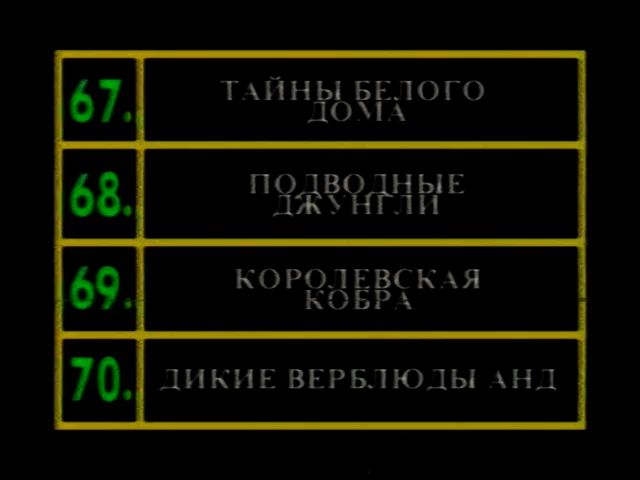 67. ТАЙНЫ БЕЛОГО
ДОМА
68. ПОДВОДНЫЕ
ДЖУНГЛИ
69. КОРОЛЕВСКАЯ
КОБРА
70. ДИКИЕ ВЕРБЛЮДЫ АНД